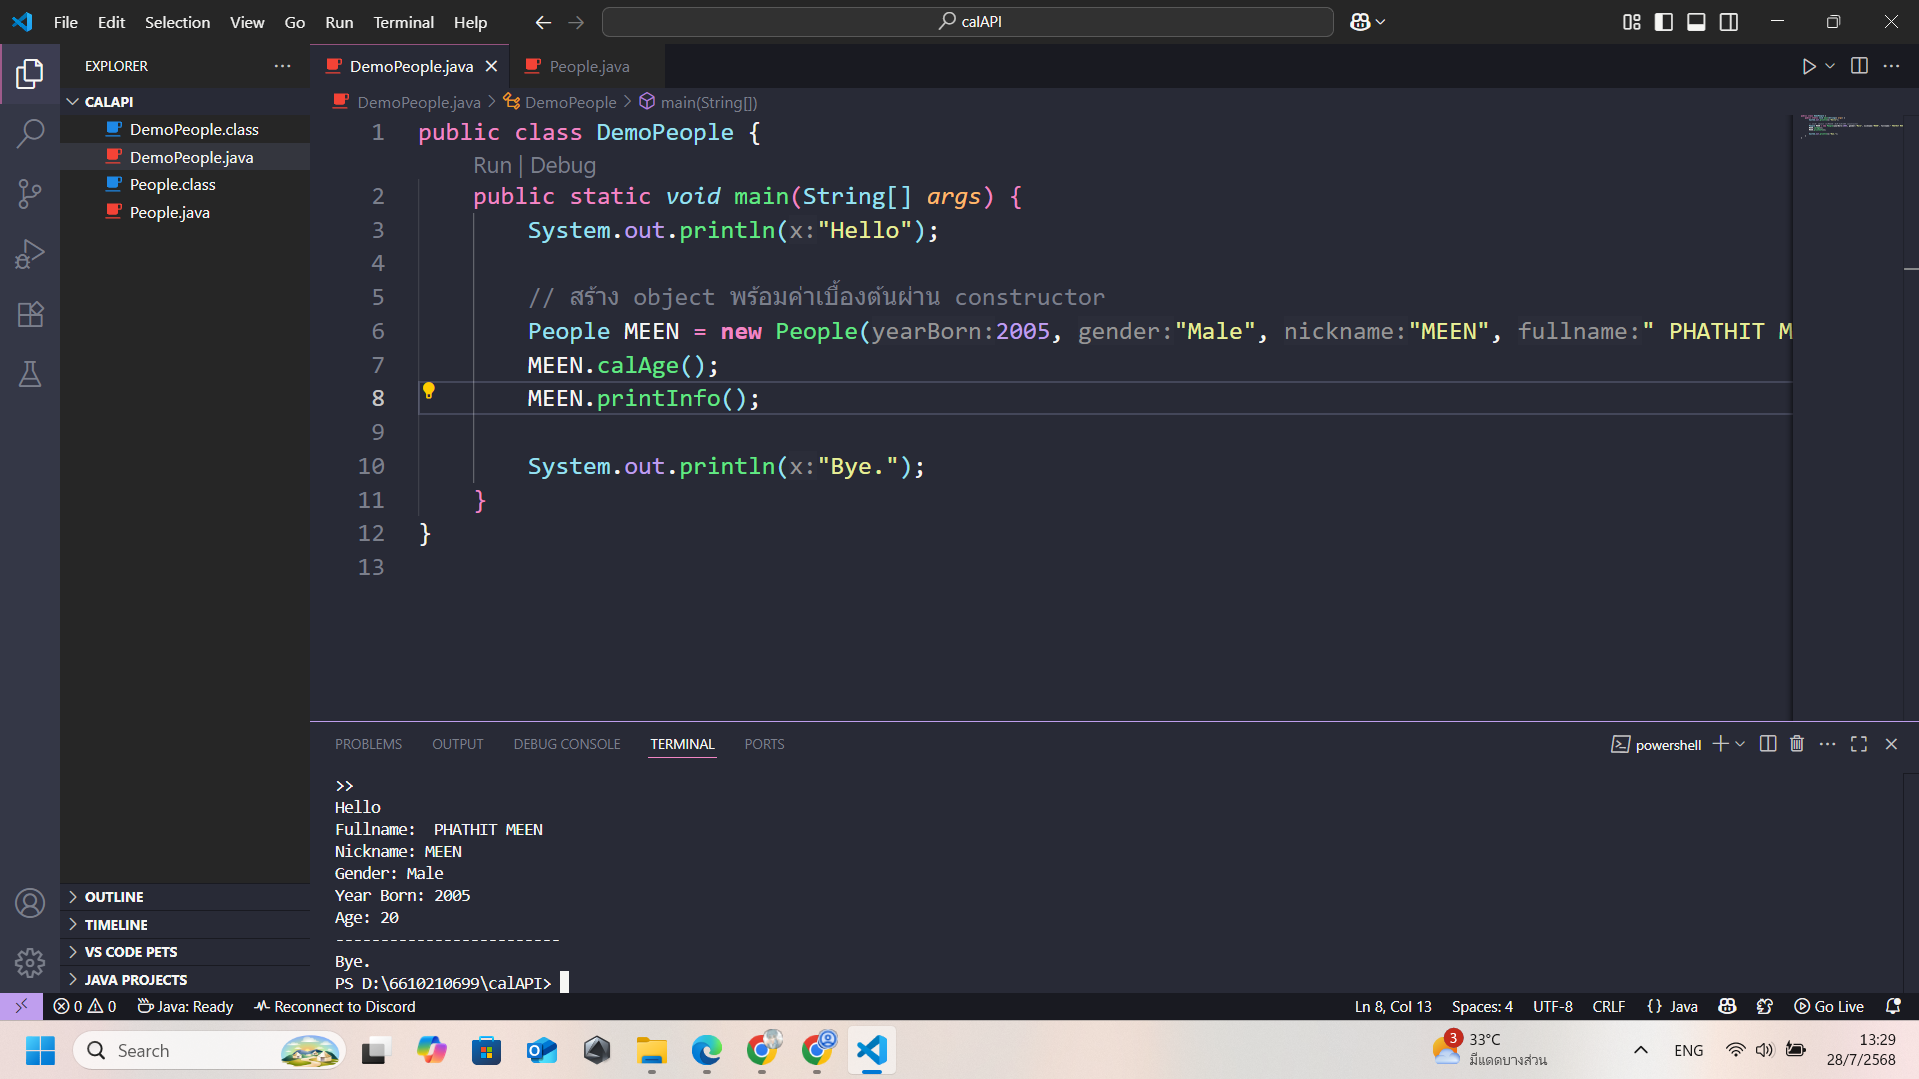 File Edit Selection View Go Run Terminal Help
calAPI
EXPLORER
CALAPI
DemoPeople.class
DemoPeople.java
People.class
People.java
OUTLINE
TIMELINE
VS CODE PETS
JAVA PROJECTS
DemoPeople.java People.java
DemoPeople.java > DemoPeople > main(String[])
1 public class DemoPeople {
Run | Debug
2 public static void main(String[] args) {
3 System.out.println(x:"Hello");
4
5 // สร้าง object พร้อมค่าเบื้องต้นผ่าน constructor
6 People MEEN = new People(yearBorn:2005, gender:"Male", nickname:"MEEN", fullname:" PHATHIT M
7 MEEN.calAge();
8 MEEN.printInfo();
9
10 System.out.println(x:"Bye.");
11 }
12 }
13
PROBLEMS OUTPUT DEBUG CONSOLE TERMINAL PORTS
powershell
>>
Hello
Fullname:  PHATHIT MEEN
Nickname: MEEN
Gender: Male
Year Born: 2005
Age: 20
-------------------------
Bye.
PS D:\6610210699\calAPI>
0 0 Java: Ready Reconnect to Discord
Ln 8, Col 13 Spaces: 4 UTF-8 CRLF {} Java Go Live
Search
3
33°C
มีแดดบางส่วน
ENG
13:29
28/7/2568